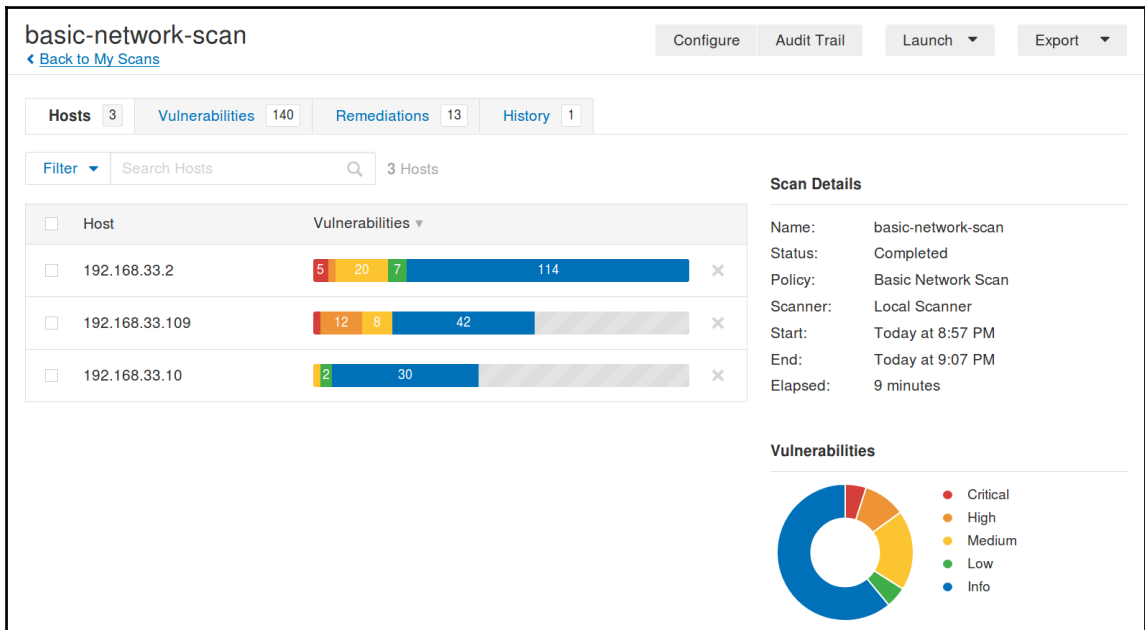 basic-network-scan
Back to My Scans
Configure Audit Trail Launch Export
Hosts 3 Vulnerabilities 140 Remediations 13 History 1
Filter Search Hosts 3 Hosts
Host Vulnerabilities
192.168.33.2 5 20 7 114
192.168.33.109 12 8 42
192.168.33.10 2 30
Scan Details
Name: basic-network-scan
Status: Completed
Policy: Basic Network Scan
Scanner: Local Scanner
Start: Today at 8:57 PM
End: Today at 9:07 PM
Elapsed: 9 minutes
Vulnerabilities
Critical
High
Medium
Low
Info